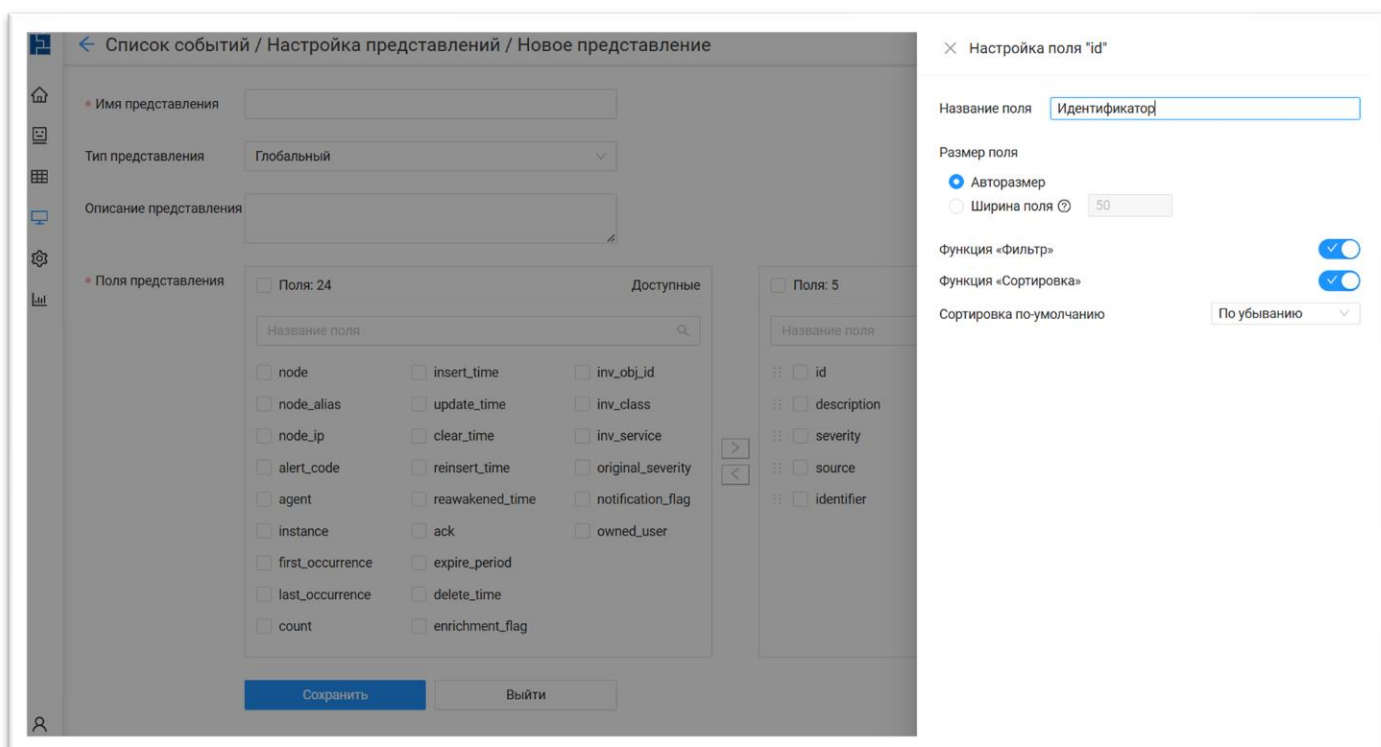 Список событий / Настройка представлений / Новое представление
* Имя представления
Тип представления Глобальный
Описание представления
* Поля представления
Поля: 24 Доступные
Название поля
node insert_time inv_obj_id
node_alias update_time inv_class
node_ip clear_time inv_service
alert_code reinsert_time original_severity
agent reawakened_time notification_flag
instance ack owned_user
first_occurrence expire_period
last_occurrence delete_time
count enrichment_flag
Поля: 5
Название поля
id
description
severity
source
identifier
Сохранить Выйти
Настройка поля "id"
Название поля Идентификатор
Размер поля
Авторазмер
Ширина поля 50
Функция «Фильтр»
Функция «Сортировка»
Сортировка по-умолчанию По убыванию